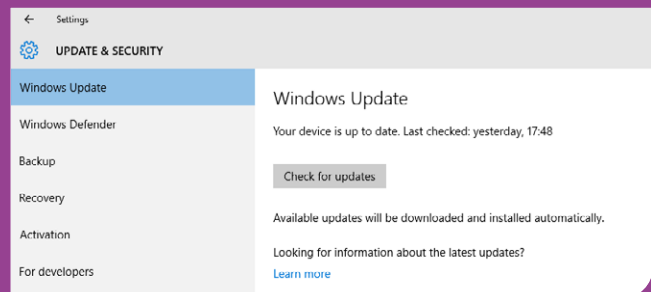 Settings
UPDATE & SECURITY
Windows Update
Windows Defender
Backup
Recovery
Activation
For developers
Windows Update
Your device is up to date. Last checked: yesterday, 17:48
Check for updates
Available updates will be downloaded and installed automatically.
Looking for information about the latest updates?
Learn more